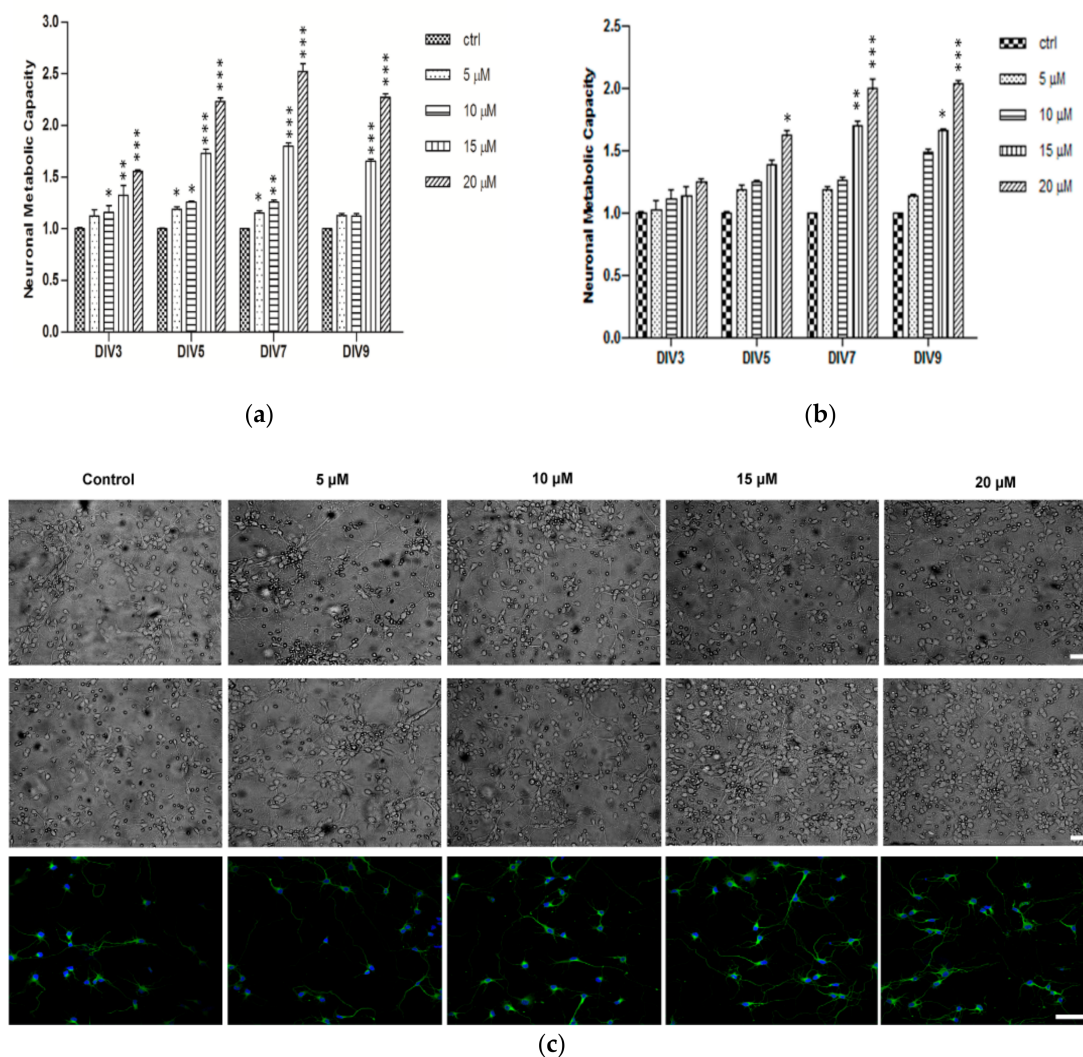 Neuronal Metabolic Capacity
3.0
2.5
2.0
1.5
1.0
0.5
0.0
* ** ***
* * *** ***
* ** *** ***
*** ***
DIV3 DIV5 DIV7 DIV9
ctrl
5 μM
10 μM
15 μM
20 μM
(a)
Neuronal Metabolic Capacity
2.5
2.0
1.5
1.0
0.5
0.0
*
** ***
* ***
DIV3 DIV5 DIV7 DIV9
ctrl
5 μM
10 μM
15 μM
20 μM
(b)
Control 5 μM 10 μM 15 μM 20 μM
(c)